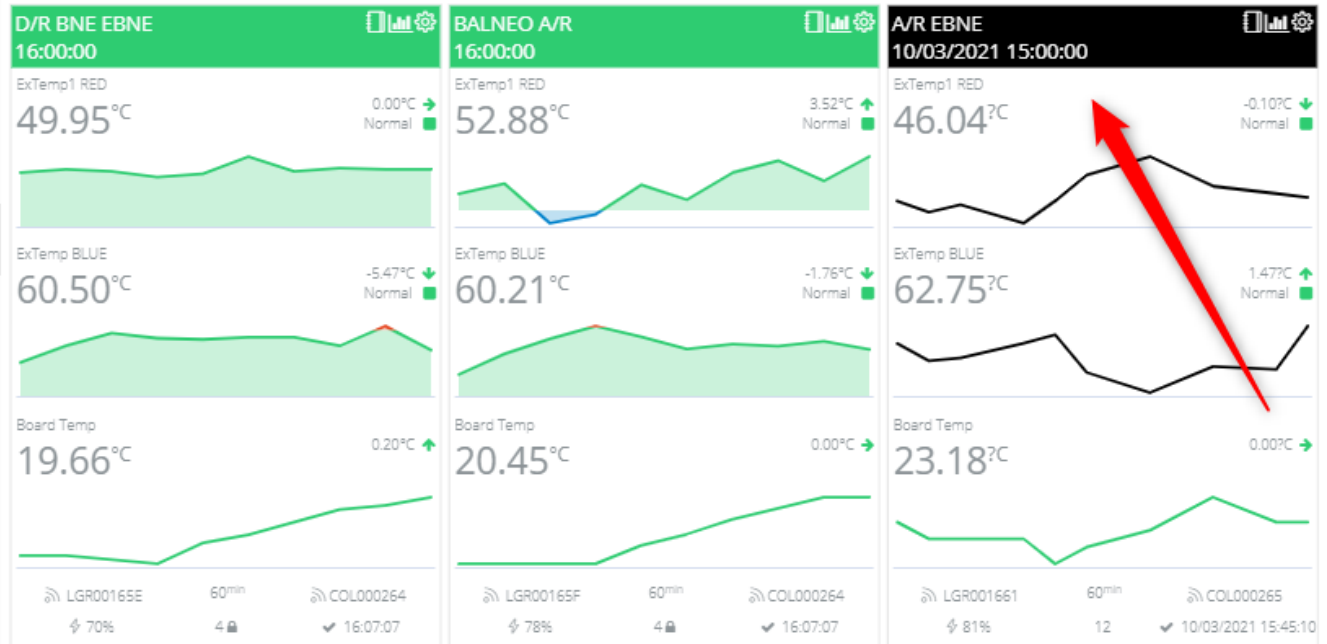 D/R BNE EBNE
16:00:00
ExTemp1 RED
49.95°C
0.00°C
Normal
ExTemp BLUE
60.50°C
-5.47°C
Normal
Board Temp
19.66°C
0.20°C
LGR00165E 60min COL000264
70% 4 16:07:07
BALNEO A/R
16:00:00
ExTemp1 RED
52.88°C
3.52°C
Normal
ExTemp BLUE
60.21°C
-1.76°C
Normal
Board Temp
20.45°C
0.00°C
LGR00165F 60min COL000264
78% 4 16:07:07
A/R EBNE
10/03/2021 15:00:00
ExTemp1 RED
46.04?C
-0.10?C
Normal
ExTemp BLUE
62.75?C
1.47?C
Normal
Board Temp
23.18?C
0.00?C
LGR001661 60min COL000265
81% 12 10/03/2021 15:45:10